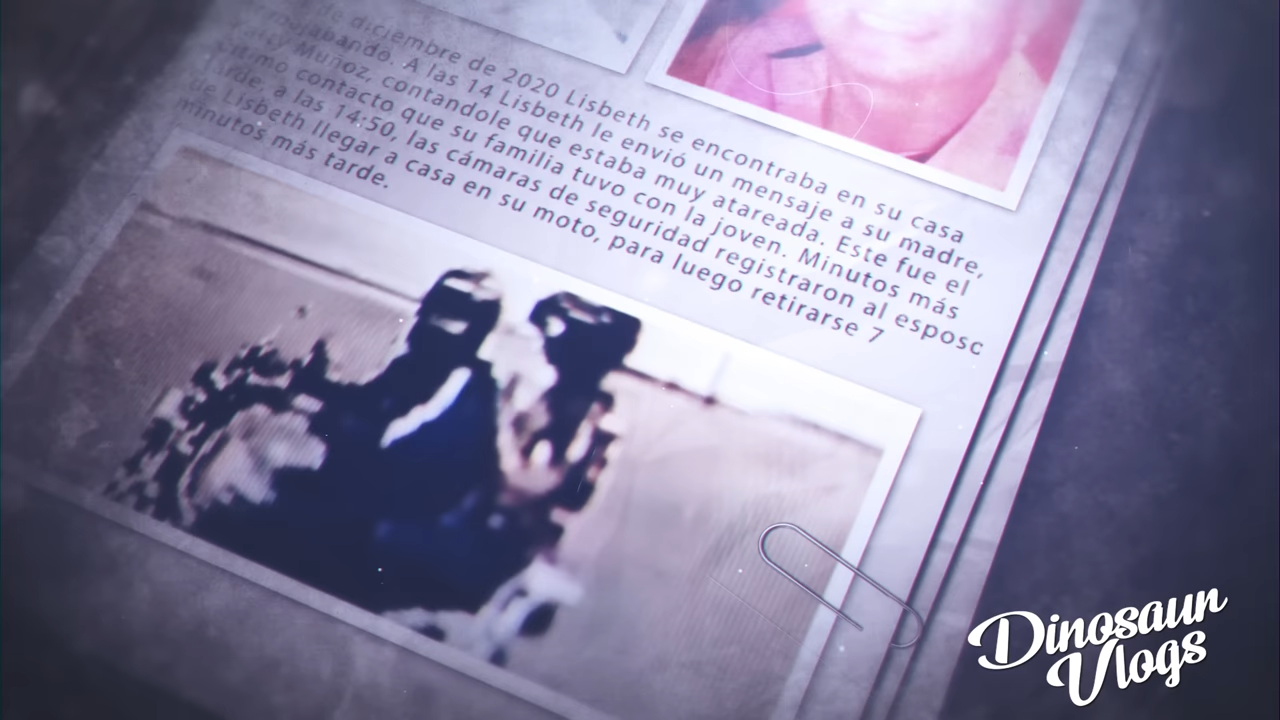 de diciembre de 2020 Lisbeth se encontraba en su casa
trabajando. A las 14 Lisbeth le envió un mensaje a su madre,
Muñoz, contandole que estaba muy atareada. Este fue el
último contacto que su familia tuvo con la joven. Minutos más
tarde, a las 14:50, las cámaras de seguridad registraron al esposo
de Lisbeth llegar a casa en su moto, para luego retirarse 7
minutos más tarde.
Dinosaur
Vlogs